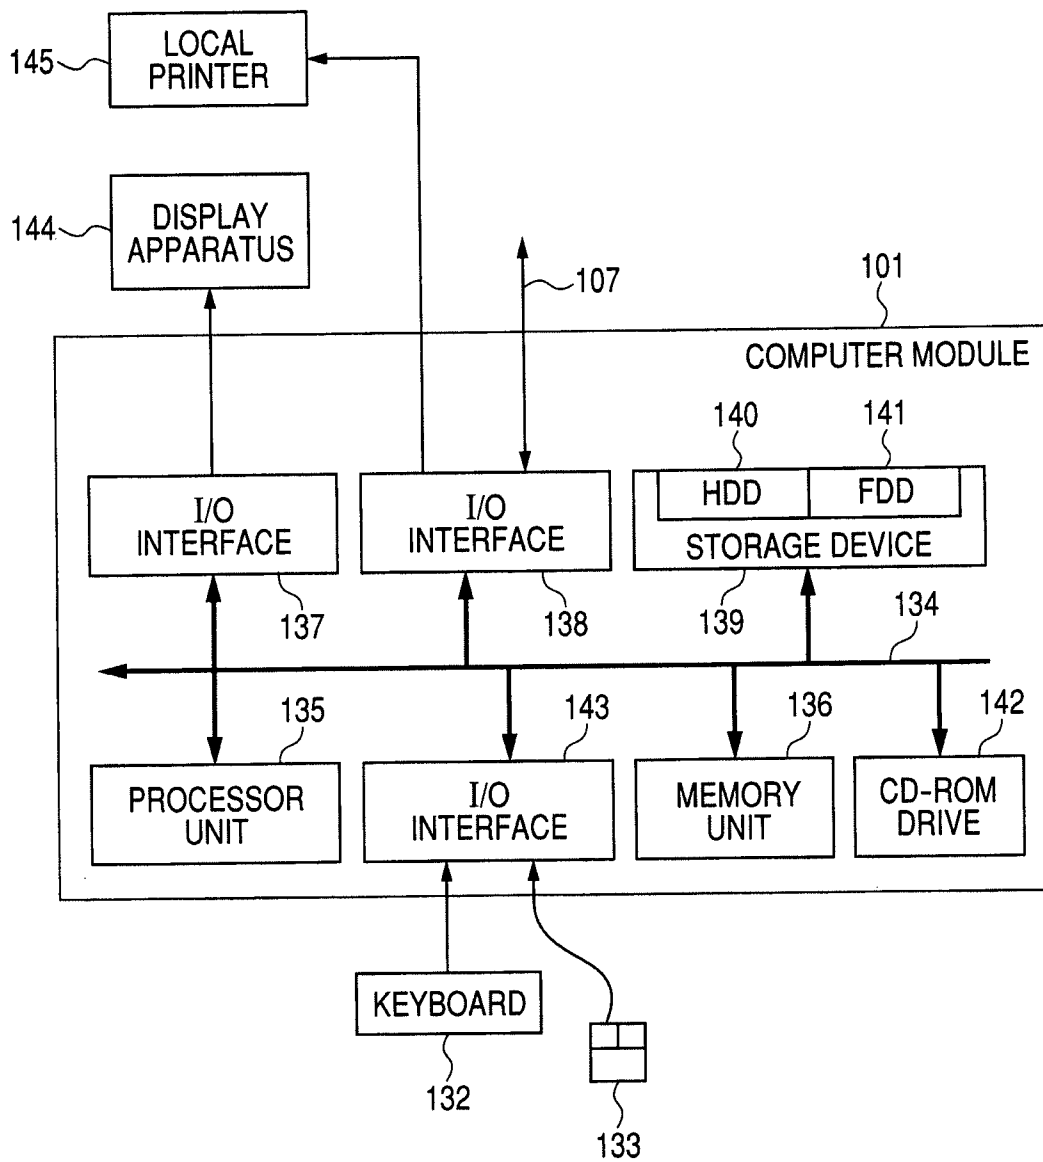 145
LOCAL
PRINTER
144
DISPLAY
APPARATUS
107
101
COMPUTER MODULE
140
141
HDD
FDD
I/O
INTERFACE
I/O
INTERFACE
STORAGE DEVICE
137
138
139
134
135
143
136
142
PROCESSOR
UNIT
I/O
INTERFACE
MEMORY
UNIT
CD-ROM
DRIVE
KEYBOARD
132
133